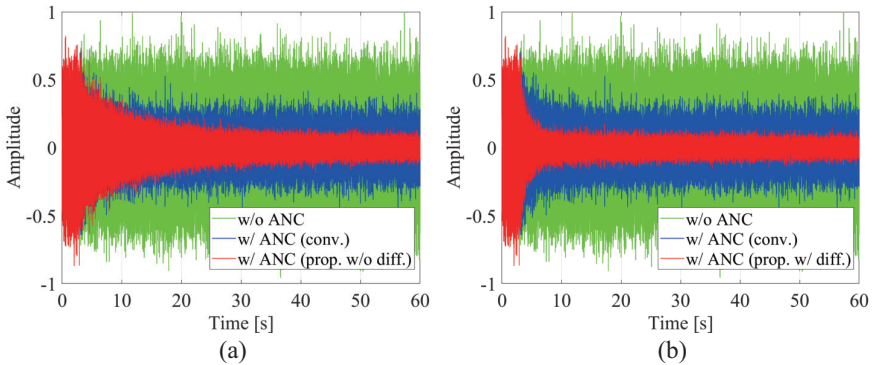 1
0.5
0
-0.5
-1
Amplitude
0 10 20 30 40 50 60
Time [s]
w/o ANC
w/ ANC (conv.)
w/ ANC (prop. w/o diff.)
(a)
1
0.5
0
-0.5
-1
Amplitude
0 10 20 30 40 50 60
Time [s]
w/o ANC
w/ ANC (conv.)
w/ ANC (prop. w/ diff.)
(b)